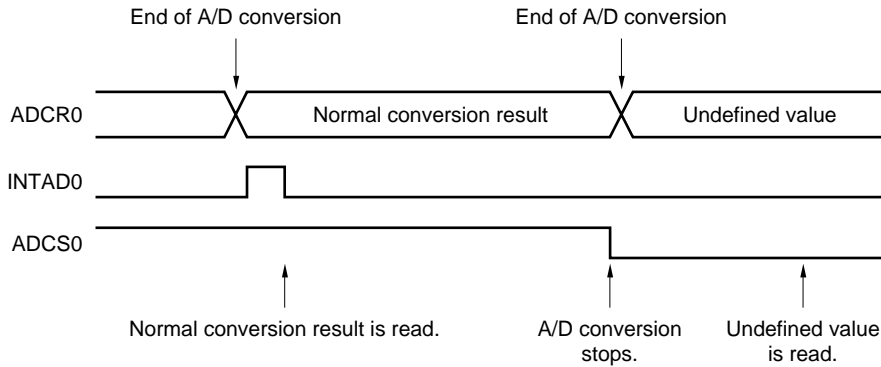 End of A/D conversion
End of A/D conversion
ADCR0
Normal conversion result
Undefined value
INTAD0
ADCS0
Normal conversion result is read.
A/D conversion
stops.
Undefined value
is read.